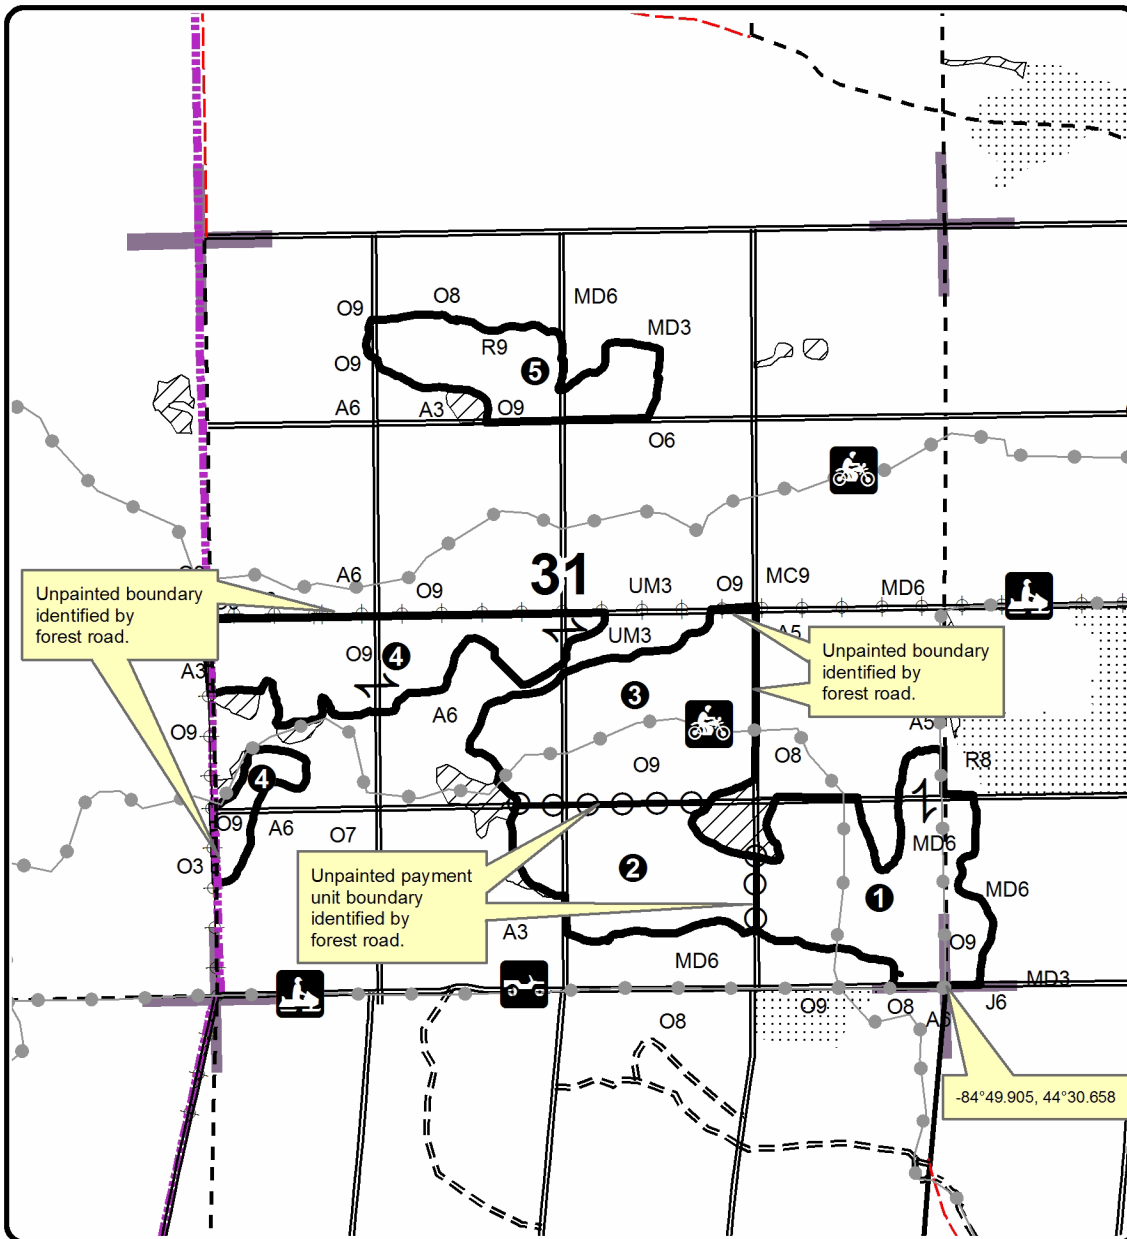 O8
MD6
O9
MD3
R9
O9
5
A6
A3
O9
O6
31
A6
O9
UM3
O9
MC9
MD6
Unpainted boundary
identified by
forest road.
UM3
A5
Unpainted boundary
identified by
forest road.
O9
4
A3
3
A6
A5
O9
O8
R8
O9
4
O9
A6
O7
MD6
O3
2
Unpainted payment
unit boundary
identified by
forest road.
1
MD6
A3
O9
MD6
MD3
O9
O8
J6
A6
O8
-84°49.905, 44°30.658